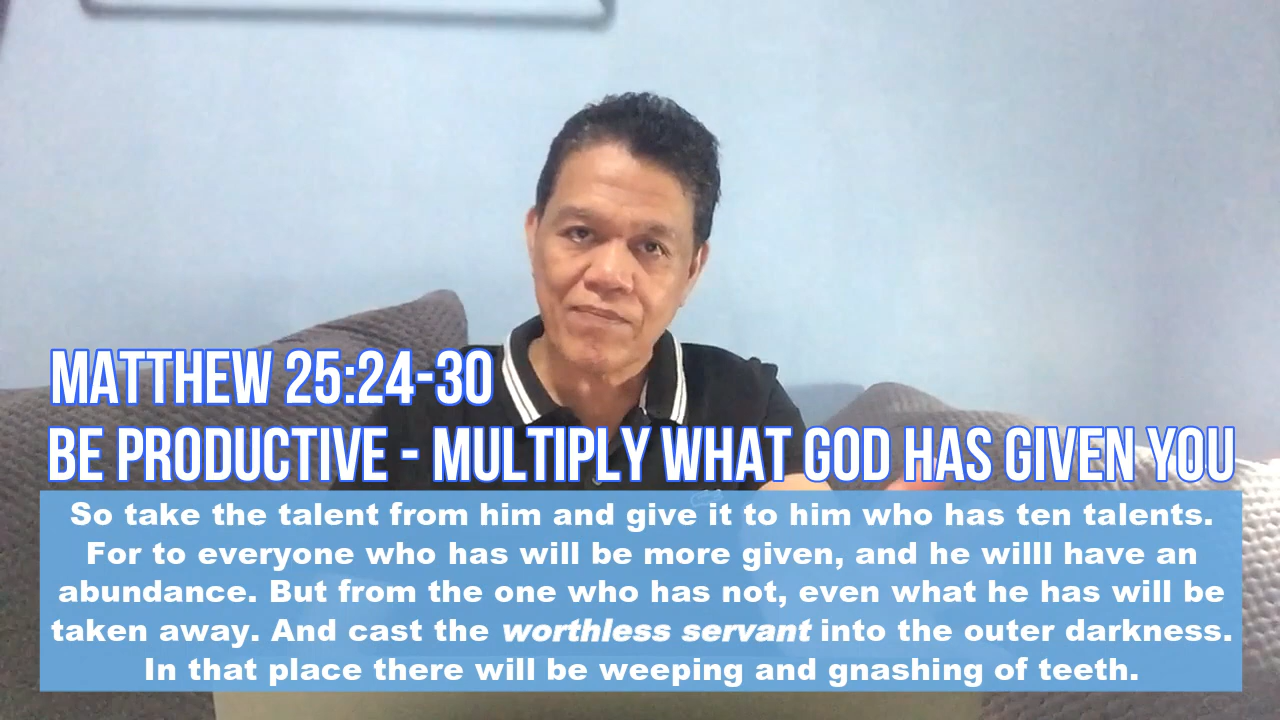 MATTHEW 25:24-30
BE PRODUCTIVE - MULTIPLY WHAT GOD HAS GIVEN YOU
So take the talent from him and give it to him who has ten talents.
For to everyone who has will be more given, and he willl have an
abundance. But from the one who has not, even what he has will be
taken away. And cast the worthless servant into the outer darkness.
In that place there will be weeping and gnashing of teeth.